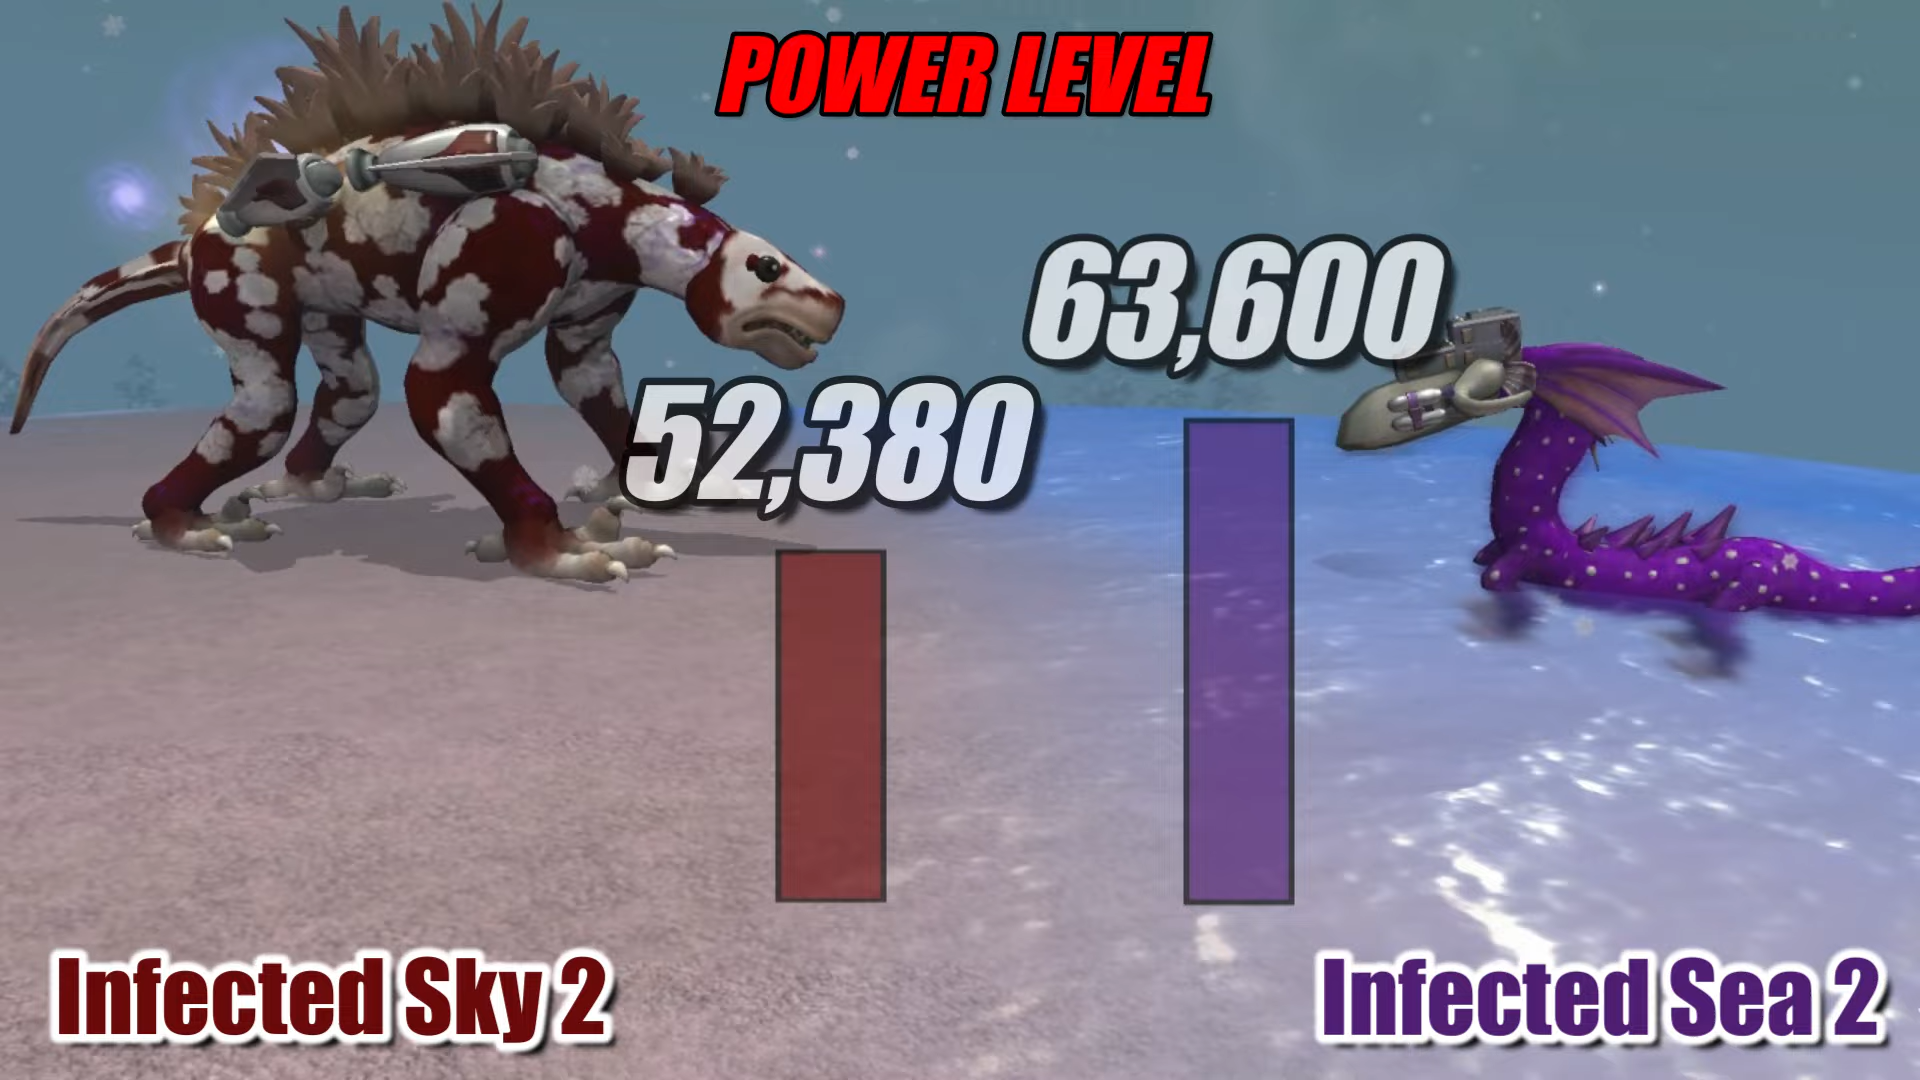 POWER LEVEL
63,600
52,380
Infected Sky 2
Infected Sea 2